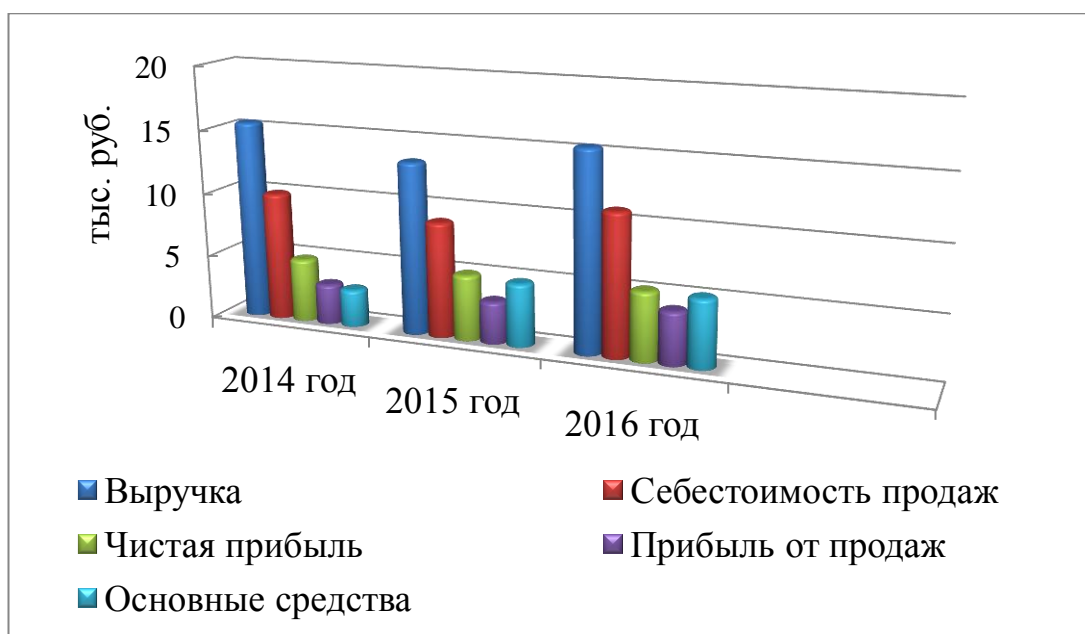 20
15
10
5
0
тыс. руб.
2014 год
2015 год
2016 год
Выручка
Себестоимость продаж
Чистая прибыль
Прибыль от продаж
Основные средства